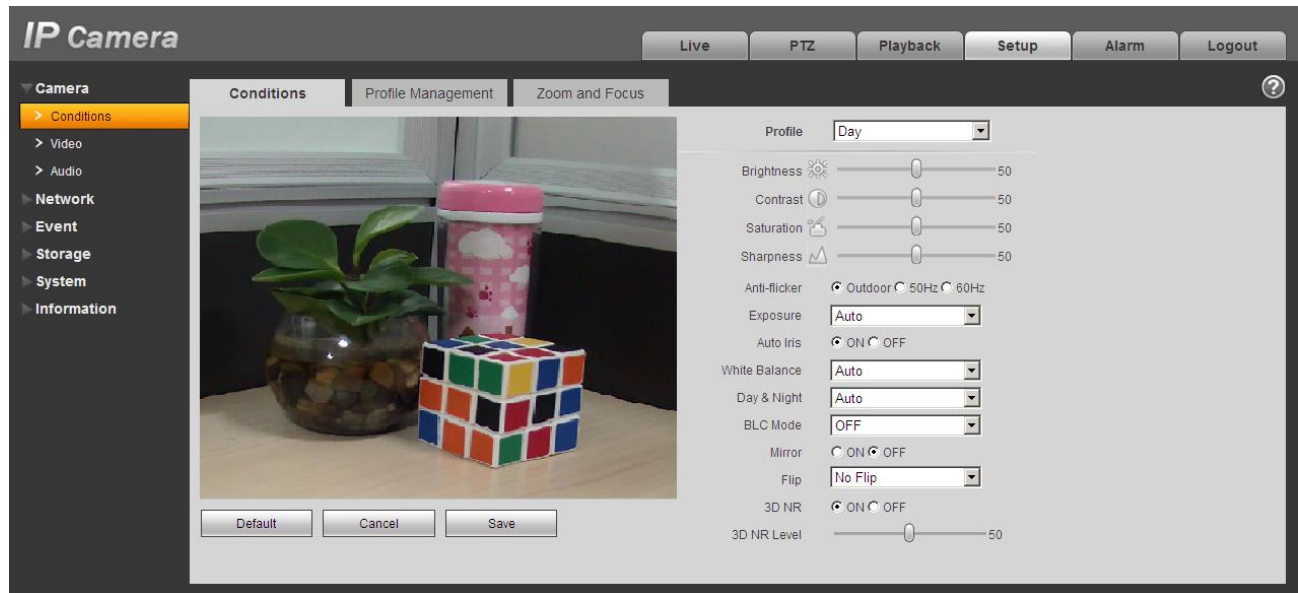 IP Camera
Live PTZ Playback Setup Alarm Logout
Camera
Conditions
Video
Audio
Network
Event
Storage
System
Information
Conditions Profile Management Zoom and Focus
?
Profile Day
Brightness 50
Contrast 50
Saturation 50
Sharpness 50
Anti-flicker Outdoor 50Hz 60Hz
Exposure Auto
Auto Iris ON OFF
White Balance Auto
Day & Night Auto
BLC Mode OFF
Mirror ON OFF
Flip No Flip
3D NR ON OFF
3D NR Level 50
Default Cancel Save